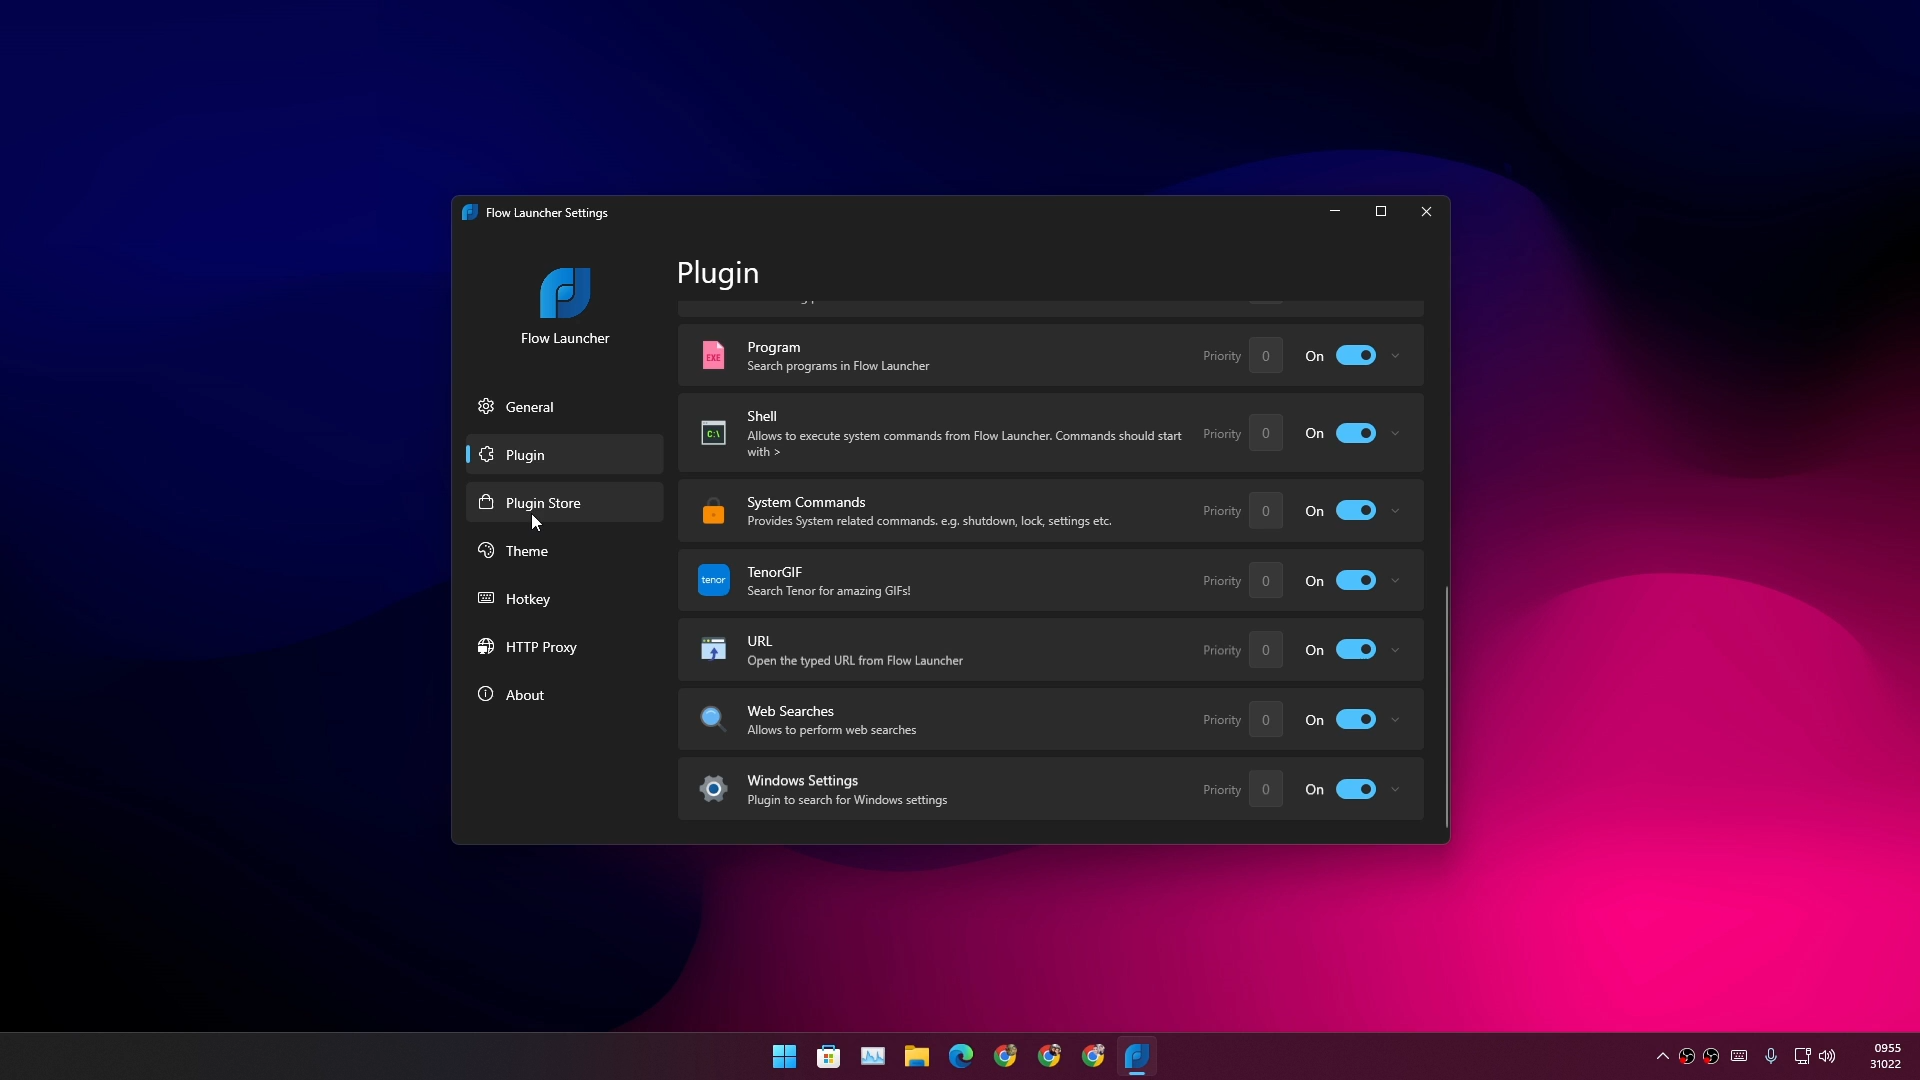 Flow Launcher Settings
Flow Launcher
General
Plugin
Plugin Store
Theme
Hotkey
HTTP Proxy
About
Plugin
Program
Search programs in Flow Launcher
Priority 0 On
EXE
Shell
Allows to execute system commands from Flow Launcher. Commands should start
with >
Priority 0 On
C:\
System Commands
Provides System related commands. e.g. shutdown, lock, settings etc.
Priority 0 On
tenor
TenorGIF
Search Tenor for amazing GIFs!
Priority 0 On
URL
Open the typed URL from Flow Launcher
Priority 0 On
Web Searches
Allows to perform web searches
Priority 0 On
Windows Settings
Plugin to search for Windows settings
Priority 0 On
0955
31022